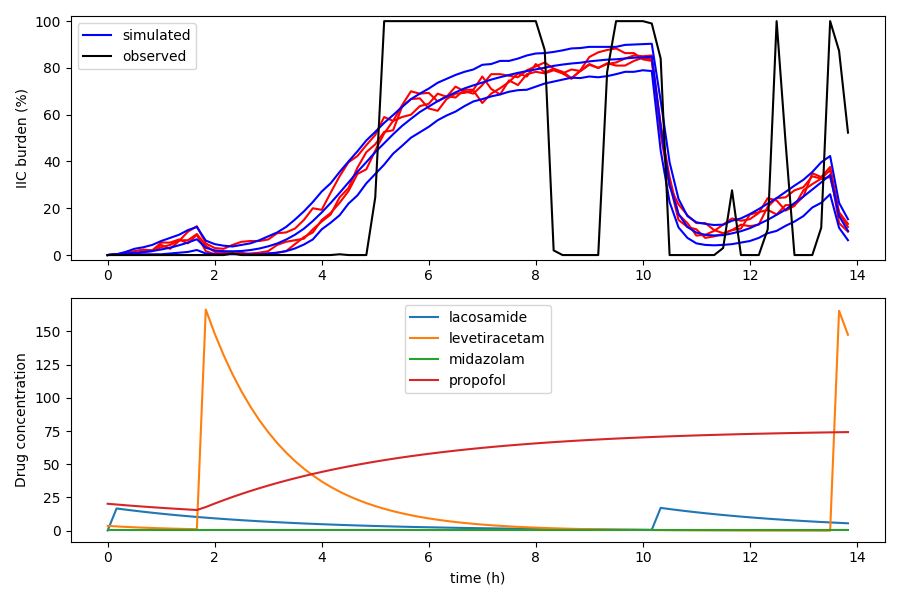 100
80
60
40
20
0
IIC burden (%)
simulated
observed
0 2 4 6 8 10 12 14
150
125
100
75
50
25
0
Drug concentration
lacosamide
levetiracetam
midazolam
propofol
0 2 4 6 8 10 12 14
time (h)